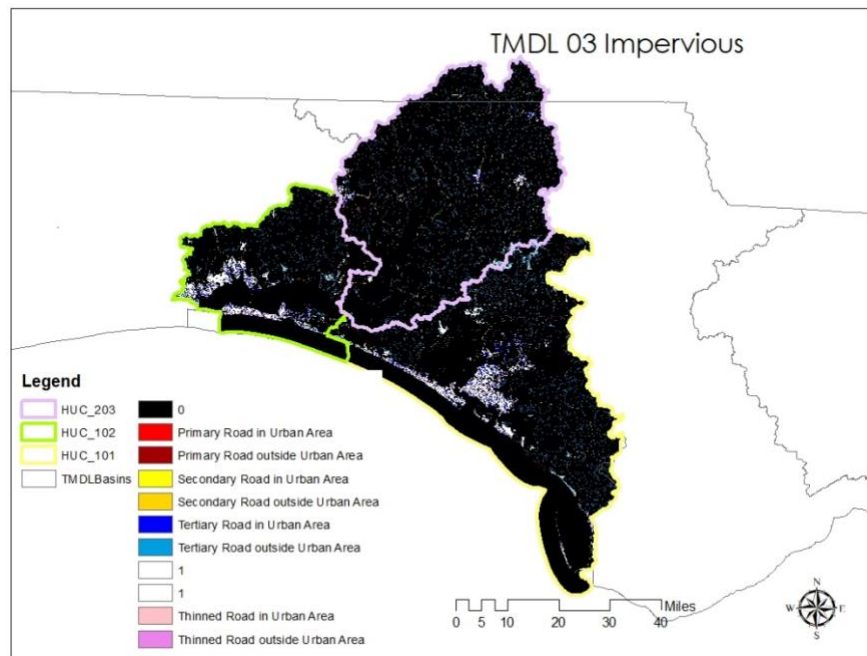 TMDL 03 Impervious
Legend
HUC_203
HUC_102
HUC_101
TMDLBasins
0
Primary Road in Urban Area
Primary Road outside Urban Area
Secondary Road in Urban Area
Secondary Road outside Urban Area
Tertiary Road in Urban Area
Tertiary Road outside Urban Area
1
1
Thinned Road in Urban Area
Thinned Road outside Urban Area
Miles
0 5 10 20 30 40
N
W E
S